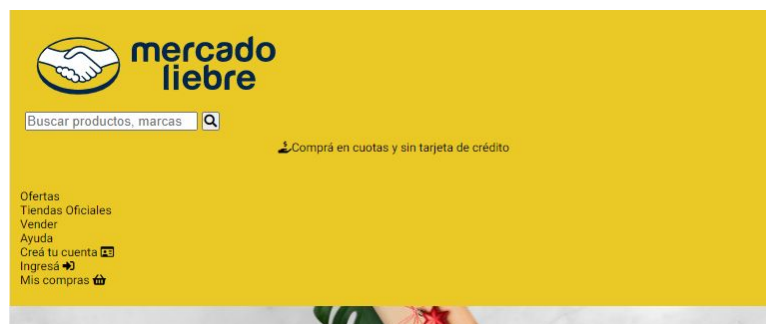 mercado
liebre
Buscar productos, marcas
Comprá en cuotas y sin tarjeta de crédito
Ofertas
Tiendas Oficiales
Vender
Ayuda
Creá tu cuenta
Ingresá
Mis compras